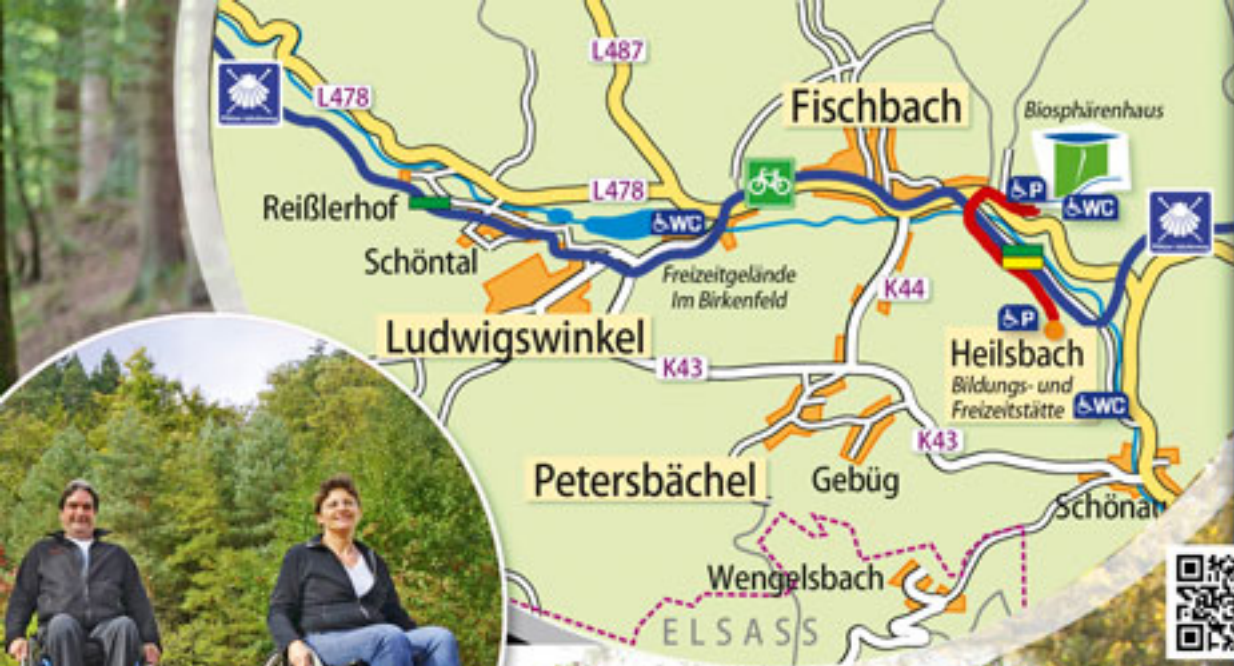 L487
L478
Fischbach
Biosphärenhaus
P
WC
Reißlerhof
L478
WC
Schöntal
Freizeitgelände
Im Birkenfeld
K44
P
Ludwigswinkel
Heilsbach
Bildungs- und
Freizeitstätte
WC
K43
K43
Petersbächel
Gebüg
Schönau
Wengelsbach
ELSASS